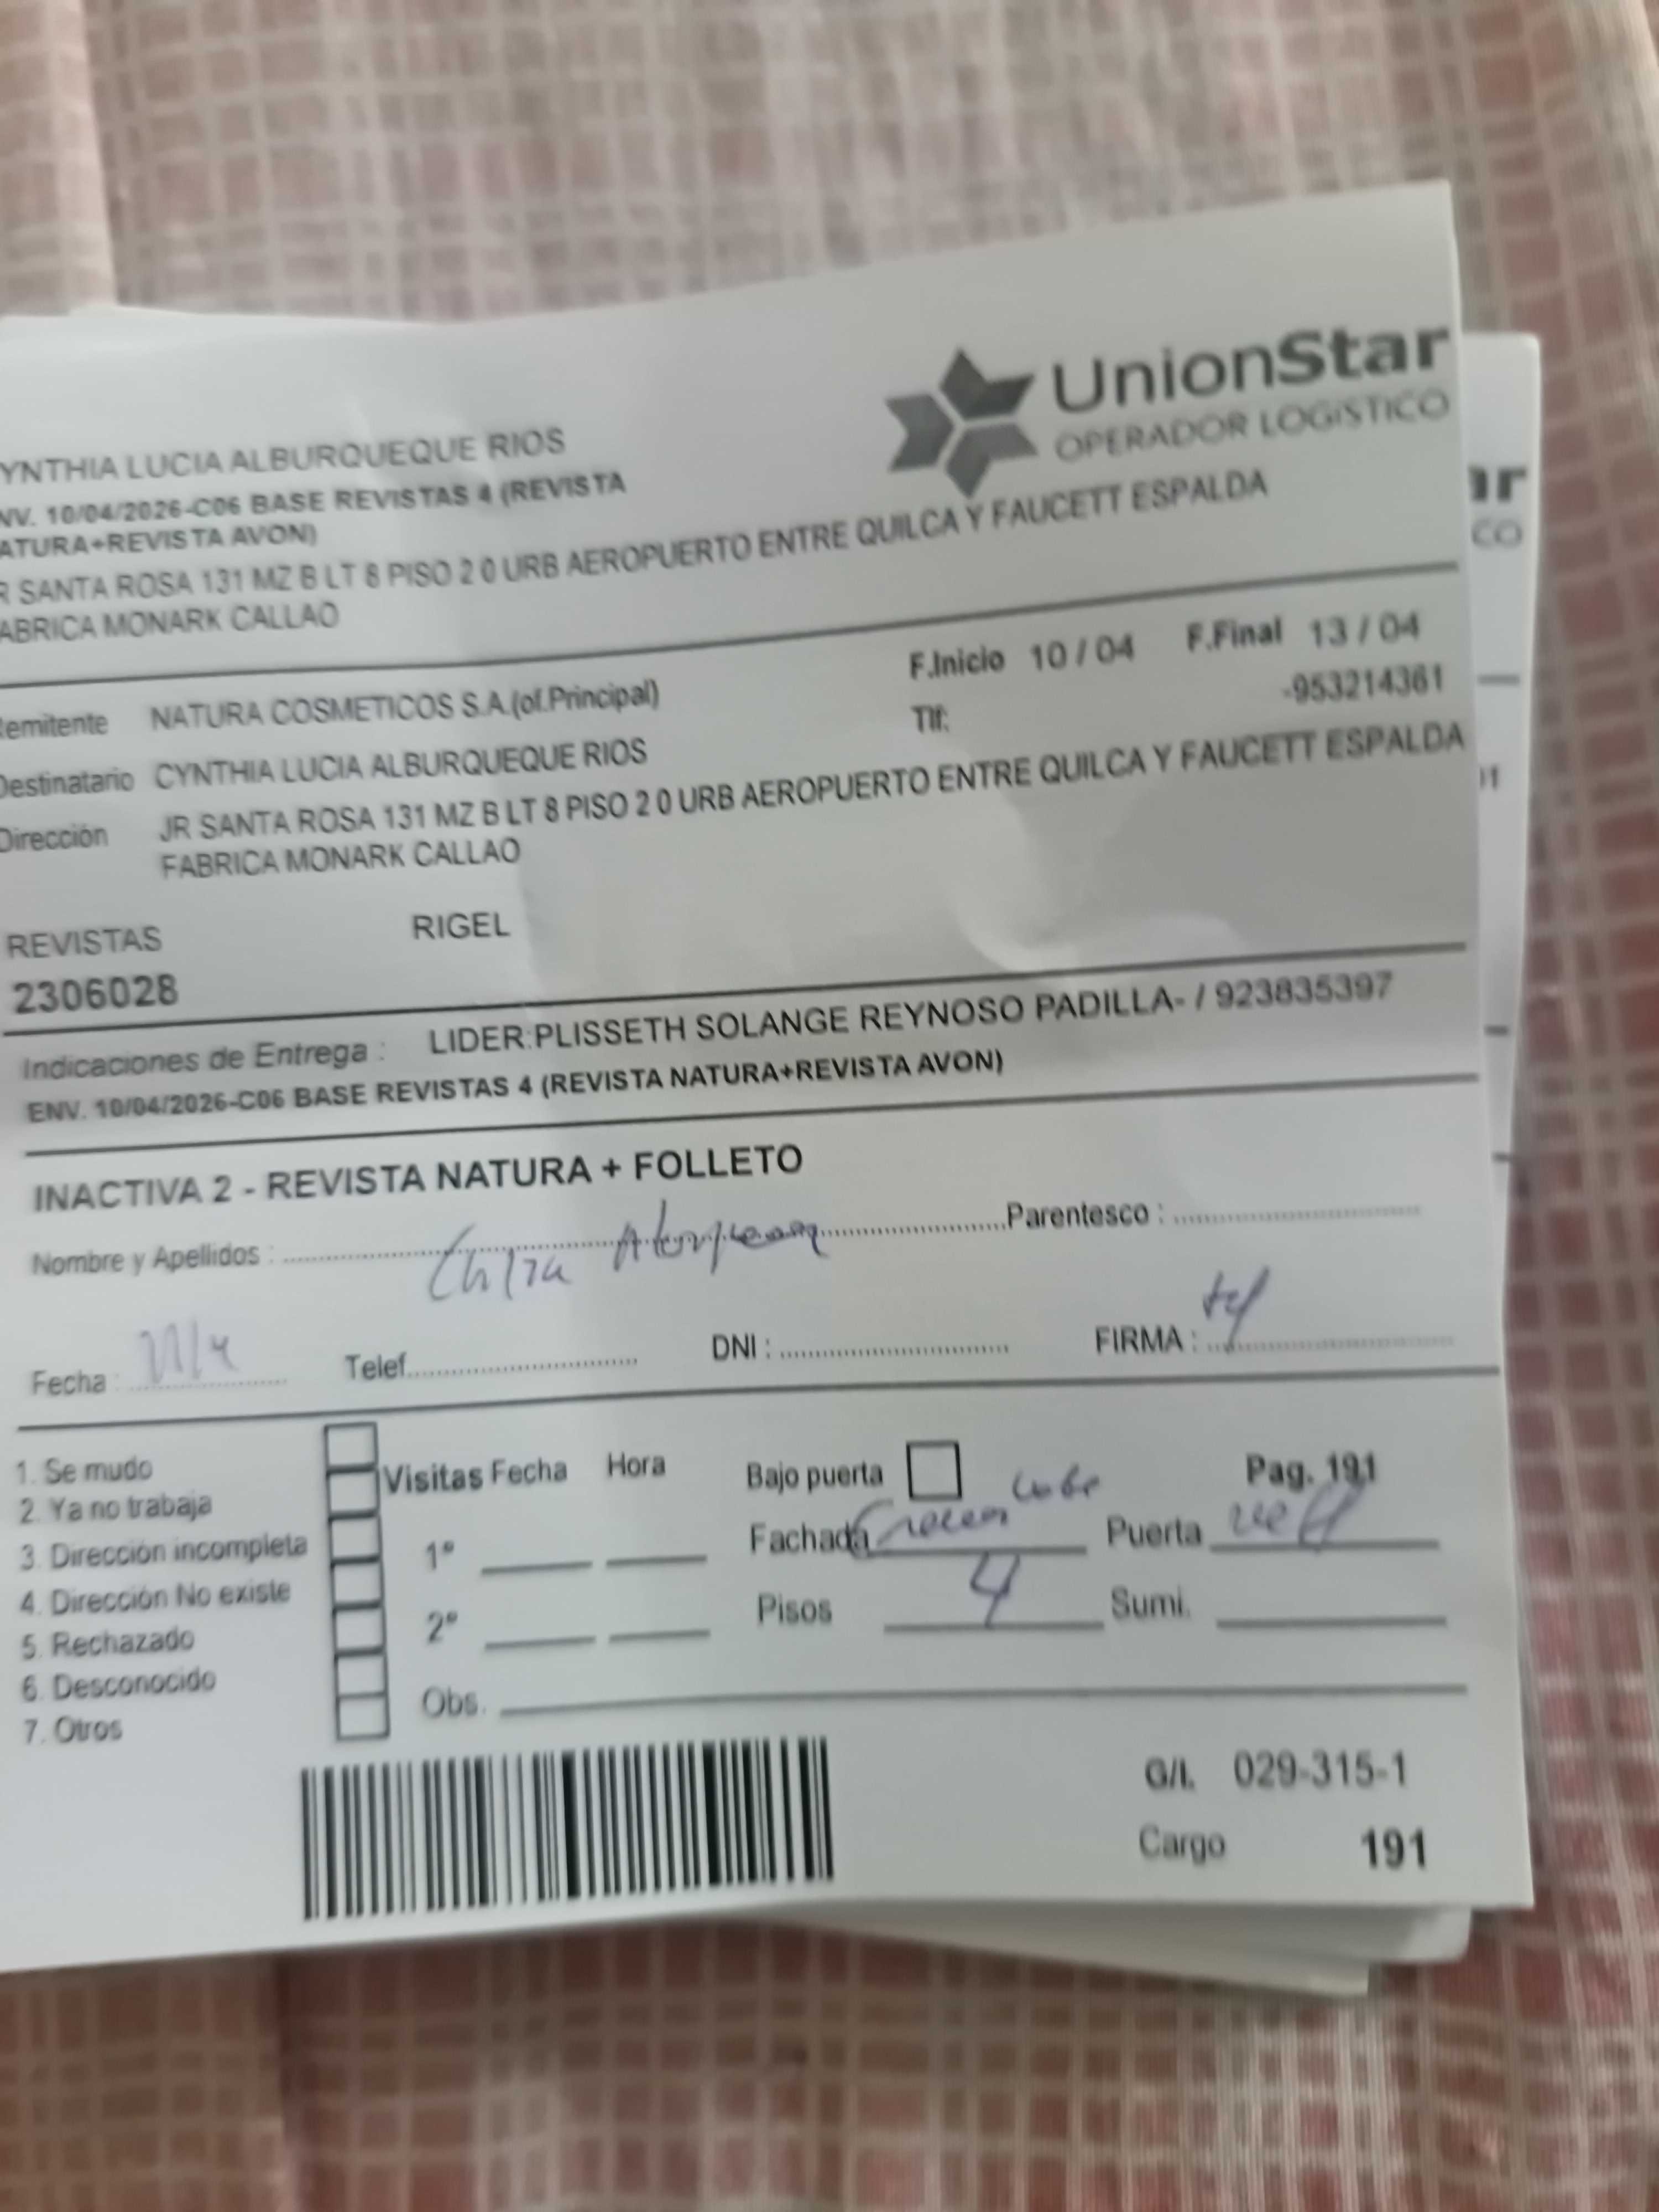 UnionStar
OPERADOR LOGÍSTICO
YNTHIA LUCIA ALBURQUEQUE RIOS
NV. 10/04/2026-C06 BASE REVISTAS 4 (REVISTA
ATURA+REVISTA AVON)
R SANTA ROSA 131 MZ B LT 8 PISO 2 0 URB AEROPUERTO ENTRE QUILCA Y FAUCETT ESPALDA
ABRICA MONARK CALLAO
F.Inicio 10 / 04 F.Final 13 / 04
Remitente NATURA COSMETICOS S.A.(of.Principal)
Tlf: -953214361
Destinatario CYNTHIA LUCIA ALBURQUEQUE RIOS
Dirección JR SANTA ROSA 131 MZ B LT 8 PISO 2 0 URB AEROPUERTO ENTRE QUILCA Y FAUCETT ESPALDA
FABRICA MONARK CALLAO
REVISTAS RIGEL
2306028
Indicaciones de Entrega : LIDER:PLISSETH SOLANGE REYNOSO PADILLA- / 923835397
ENV. 10/04/2026-C06 BASE REVISTAS 4 (REVISTA NATURA+REVISTA AVON)
INACTIVA 2 - REVISTA NATURA + FOLLETO
Nombre y Apellidos : Parentesco :
Fecha : Telef. DNI : FIRMA :
1. Se mudo
2. Ya no trabaja
3. Dirección incompleta
4. Dirección No existe
5. Rechazado
6. Desconocido
7. Otros
Visitas Fecha Hora
1º
2º
Obs.
Bajo puerta Pag. 191
Fachada Puerta
Pisos 4 Sumi.
G/I. 029-315-1
Cargo 191
ar
CO